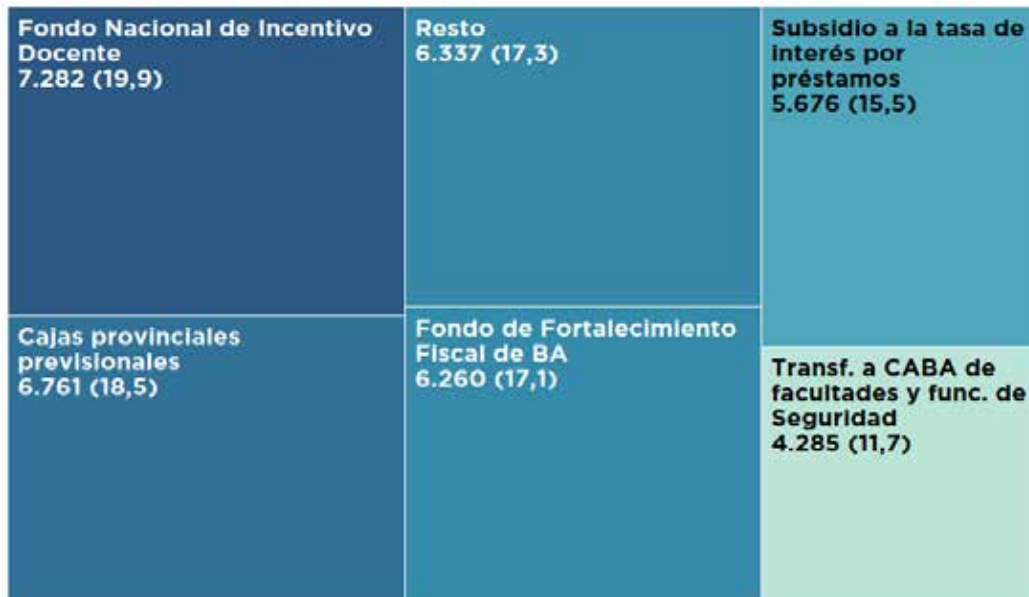 Fondo Nacional de Incentivo
Docente
7.282 (19,9)
Cajas provinciales
previsionales
6.761 (18,5)
Resto
6.337 (17,3)
Fondo de Fortalecimiento
Fiscal de BA
6.260 (17,1)
Subsidio a la tasa de
interés por
préstamos
5.676 (15,5)
Transf. a CABA de
facultades y func. de
Seguridad
4.285 (11,7)